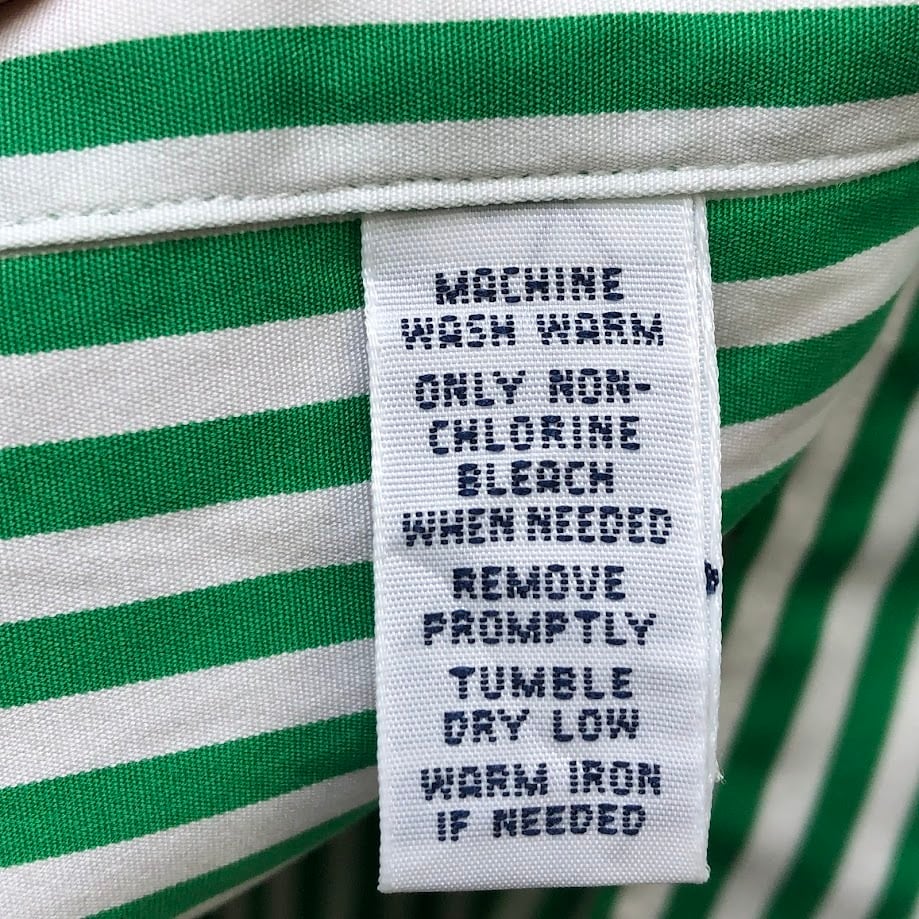 MACHINE
WASH WARM
ONLY NON-
CHLORINE
BLEACH
WHEN NEEDED
REMOVE
PROMPTLY
TUMBLE
DRY LOW
WARM IRON
IF NEEDED